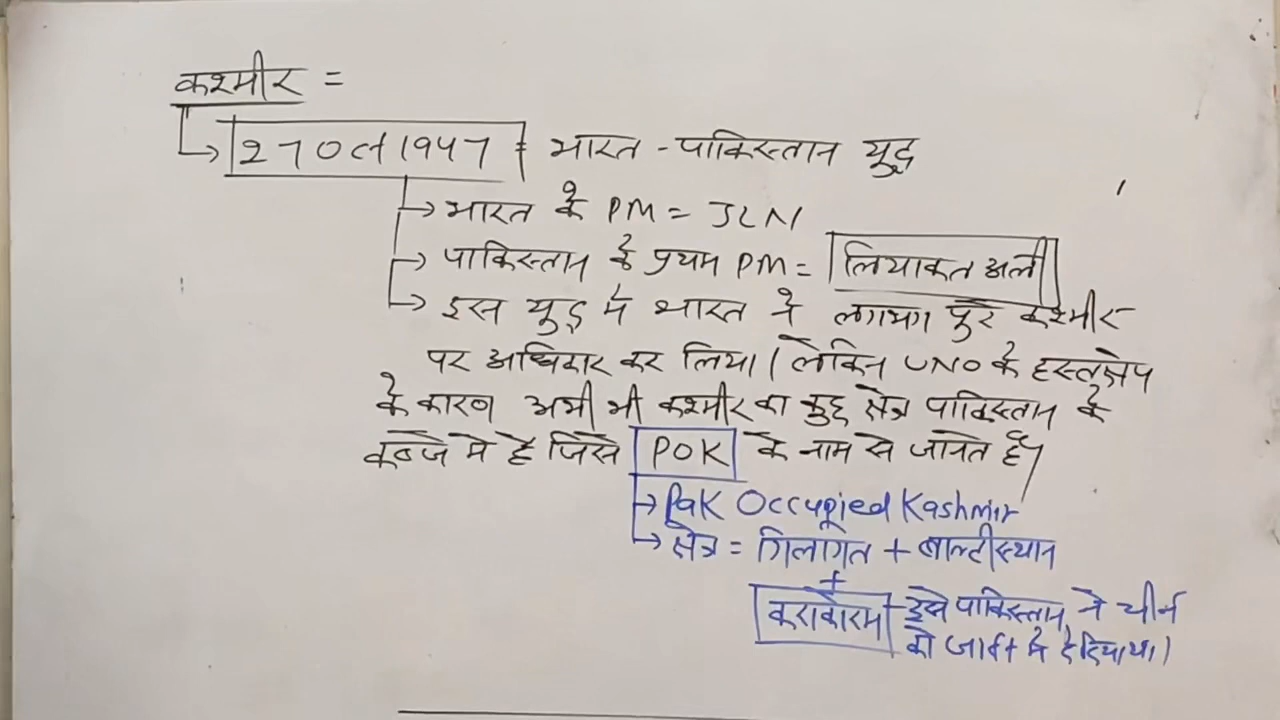 कश्मीर =
27 Oct 1947 = भारत - पाकिस्तान युद्ध
भारत के PM = JLN
पाकिस्तान के प्रथम PM = लियाकत अली
इस युद्ध में भारत ने लगभग पुरे कश्मीर
पर अधिकार कर लिया। लेकिन UNO के हस्तक्षेप
के कारण अभी भी कश्मीर का कुछ क्षेत्र पाकिस्तान के
कब्जे मे है जिसे POK के नाम से जानते है
Pak Occupied Kashmir
क्षेत्र = गिलगित + बाल्टीस्थान
+
कराकोरम इसे पाकिस्तान ने चीन
को गिफ्ट मे दे दिया था।